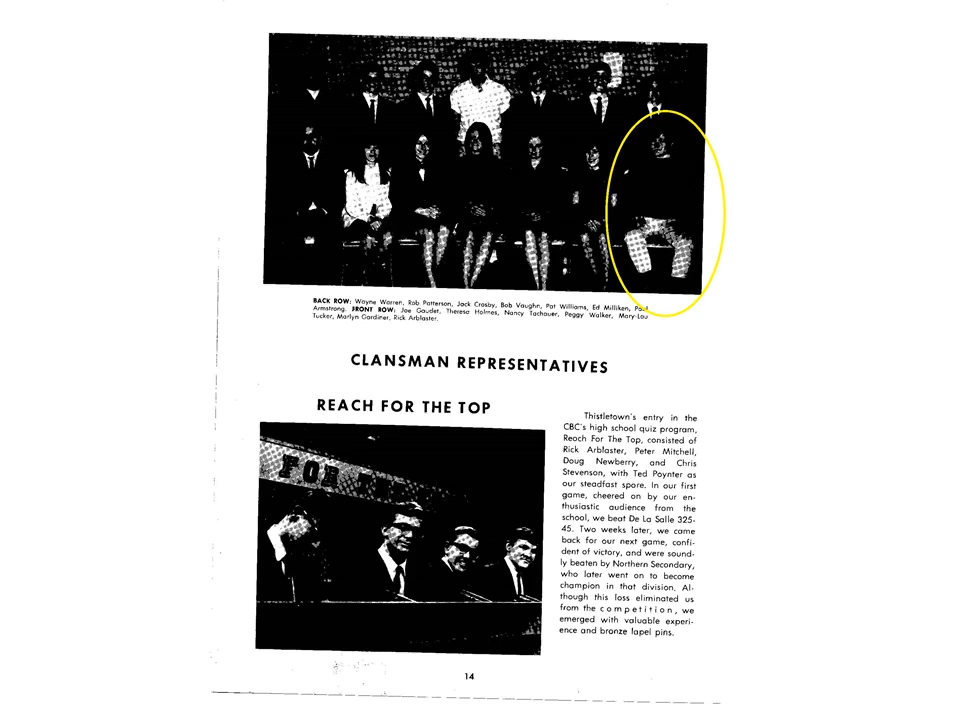 BACK ROW: Wayne Warren, Rob Patterson, Jack Crosby, Bob Vaughn, Pat Williams, Ed Milliken, Paul
Armstrong. FRONT ROW: Joe Gaudet, Theresa Holmes, Nancy Tachauer, Peggy Walker, Mary-Lou
Tucker, Marlyn Gardiner, Rick Arblaster.
CLANSMAN REPRESENTATIVES
REACH FOR THE TOP
FOR
Thistletown's entry in the
CBC's high school quiz program,
Reach For The Top, consisted of
Rick Arblaster, Peter Mitchell,
Doug Newberry, and Chris
Stevenson, with Ted Poynter as
our steadfast spare. In our first
game, cheered on by our en-
thusiastic audience from the
school, we beat De La Salle 325-
45. Two weeks later, we came
back for our next game, confi-
dent of victory, and were sound-
ly beaten by Northern Secondary,
who later went on to become
champion in that division. Al-
though this loss eliminated us
from the competition, we
emerged with valuable experi-
ence and bronze lapel pins.
14